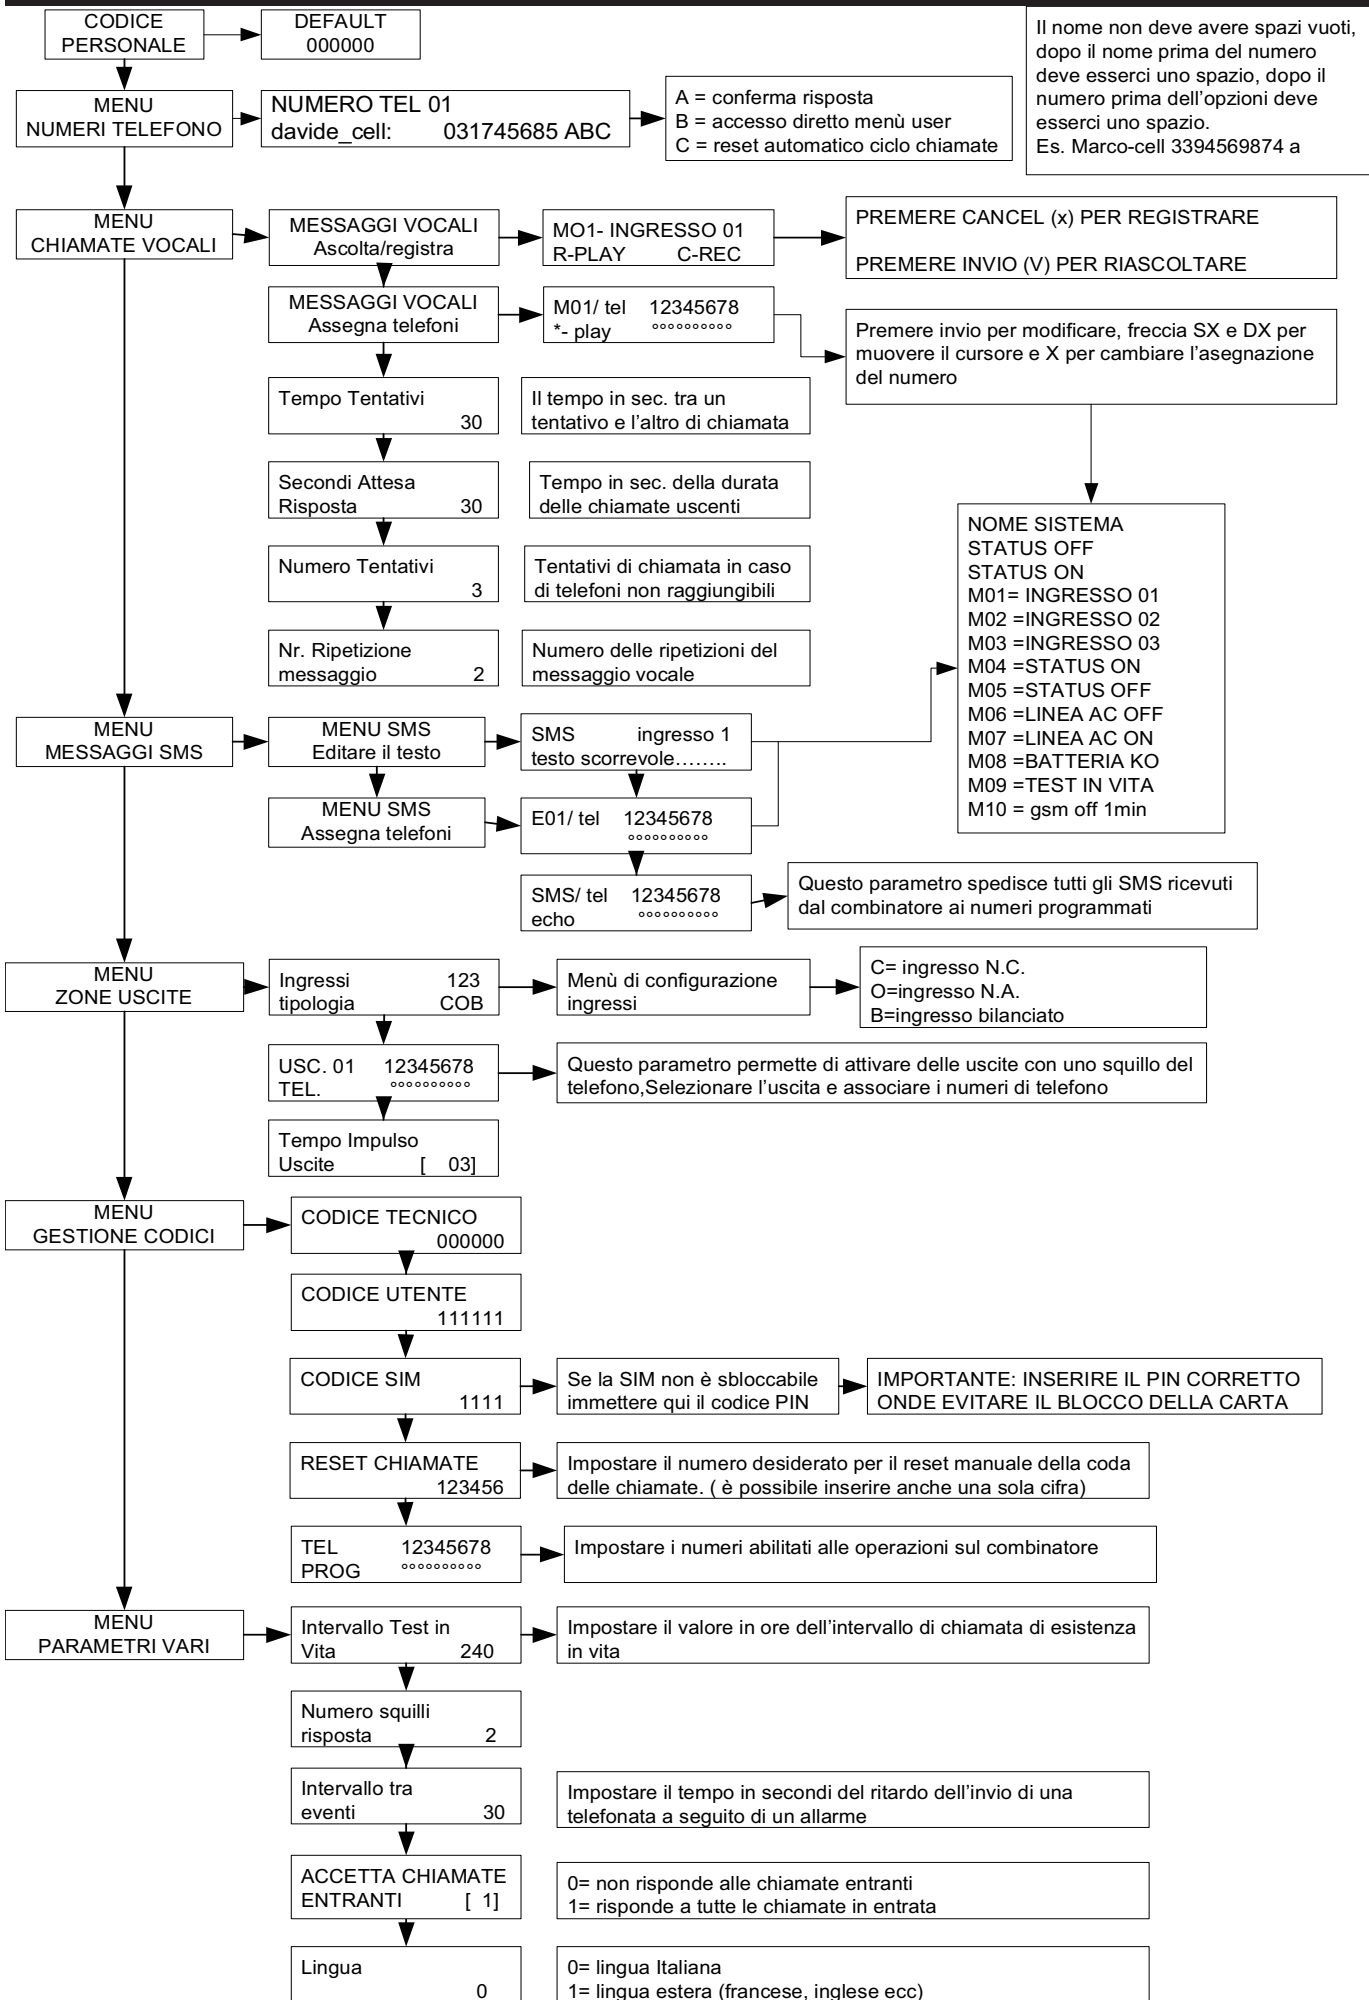 CODICE
PERSONALE
DEFAULT
000000
Il nome non deve avere spazi vuoti,
dopo il nome prima del numero
deve esserci uno spazio, dopo il
numero prima dell'opzioni deve
esserci uno spazio.
Es. Marco-cell 3394569874 a
MENU
NUMERI TELEFONO
NUMERO TEL 01
davide_cell: 031745685 ABC
A = conferma risposta
B = accesso diretto menù user
C = reset automatico ciclo chiamate
MENU
CHIAMATE VOCALI
MESSAGGI VOCALI
Ascolta/registra
MO1- INGRESSO 01
R-PLAY C-REC
PREMERE CANCEL (x) PER REGISTRARE
PREMERE INVIO (V) PER RIASCOLTARE
MESSAGGI VOCALI
Assegna telefoni
M01/ tel 12345678
*- play °°°°°°°°°°
Premere invio per modificare, freccia SX e DX per
muovere il cursore e X per cambiare l'asegnazione
del numero
Tempo Tentativi
30
Il tempo in sec. tra un
tentativo e l'altro di chiamata
Secondi Attesa
Risposta 30
Tempo in sec. della durata
delle chiamate uscenti
Numero Tentativi
3
Tentativi di chiamata in caso
di telefoni non raggiungibili
Nr. Ripetizione
messaggio 2
Numero delle ripetizioni del
messaggio vocale
NOME SISTEMA
STATUS OFF
STATUS ON
M01= INGRESSO 01
M02 =INGRESSO 02
M03 =INGRESSO 03
M04 =STATUS ON
M05 =STATUS OFF
M06 =LINEA AC OFF
M07 =LINEA AC ON
M08 =BATTERIA KO
M09 =TEST IN VITA
M10 = gsm off 1min
MENU
MESSAGGI SMS
MENU SMS
Editare il testo
SMS ingresso 1
testo scorrevole........
MENU SMS
Assegna telefoni
E01/ tel 12345678
°°°°°°°°°°
SMS/ tel 12345678
echo °°°°°°°°°°
Questo parametro spedisce tutti gli SMS ricevuti
dal combinatore ai numeri programmati
MENU
ZONE USCITE
Ingressi 123
tipologia COB
Menù di configurazione
ingressi
C= ingresso N.C.
O=ingresso N.A.
B=ingresso bilanciato
USC. 01 12345678
TEL. °°°°°°°°°°
Questo parametro permette di attivare delle uscite con uno squillo del
telefono,Selezionare l'uscita e associare i numeri di telefono
Tempo Impulso
Uscite [ 03]
MENU
GESTIONE CODICI
CODICE TECNICO
000000
CODICE UTENTE
111111
CODICE SIM
1111
Se la SIM non è sbloccabile
immettere qui il codice PIN
IMPORTANTE: INSERIRE IL PIN CORRETTO
ONDE EVITARE IL BLOCCO DELLA CARTA
RESET CHIAMATE
123456
Impostare il numero desiderato per il reset manuale della coda
delle chiamate. ( è possibile inserire anche una sola cifra)
TEL 12345678
PROG °°°°°°°°°°
Impostare i numeri abilitati alle operazioni sul combinatore
MENU
PARAMETRI VARI
Intervallo Test in
Vita 240
Impostare il valore in ore dell'intervallo di chiamata di esistenza
in vita
Numero squilli
risposta 2
Intervallo tra
eventi 30
Impostare il tempo in secondi del ritardo dell'invio di una
telefonata a seguito di un allarme
ACCETTA CHIAMATE
ENTRANTI [ 1]
0= non risponde alle chiamate entranti
1= risponde a tutte le chiamate in entrata
Lingua
0
0= lingua Italiana
1= lingua estera (francese, inglese ecc)